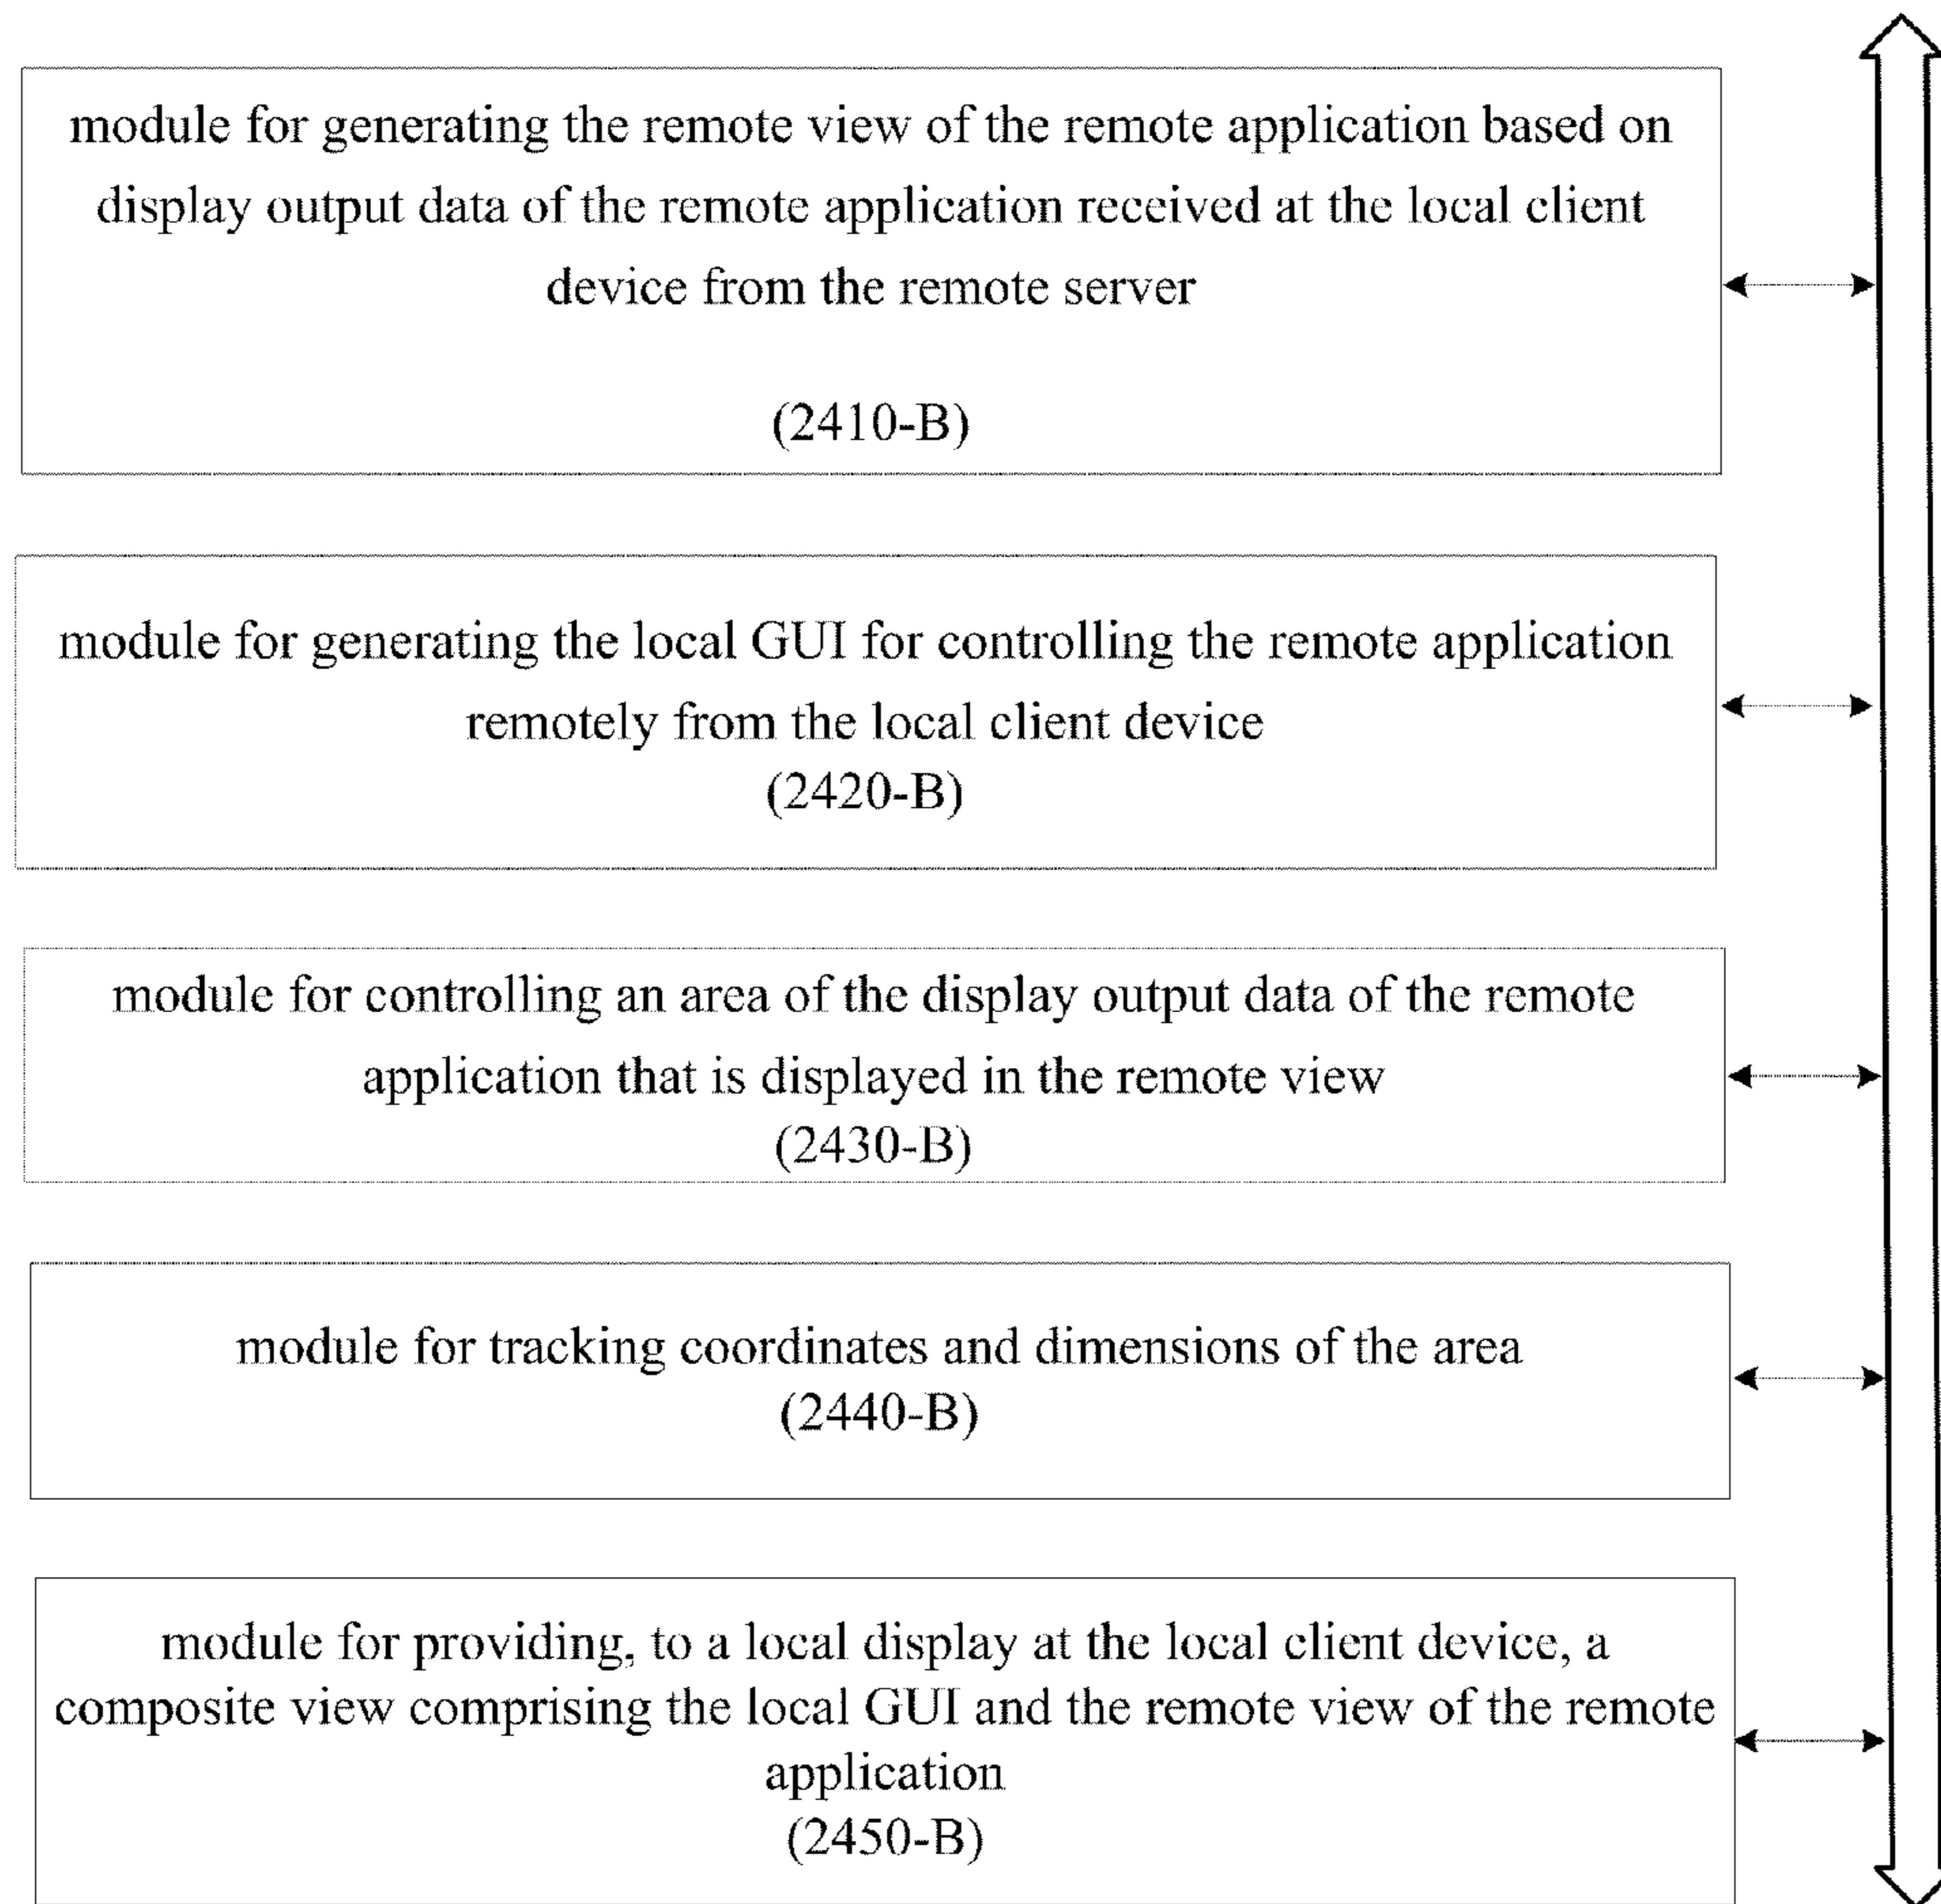 module for generating the remote view of the remote application based on
display output data of the remote application received at the local client
device from the remote server
(2410-B)
module for generating the local GUI for controlling the remote application
remotely from the local client device
(2420-B)
module for controlling an area of the display output data of the remote
application that is displayed in the remote view
(2430-B)
module for tracking coordinates and dimensions of the area
(2440-B)
module for providing, to a local display at the local client device, a
composite view comprising the local GUI and the remote view of the remote
application
(2450-B)